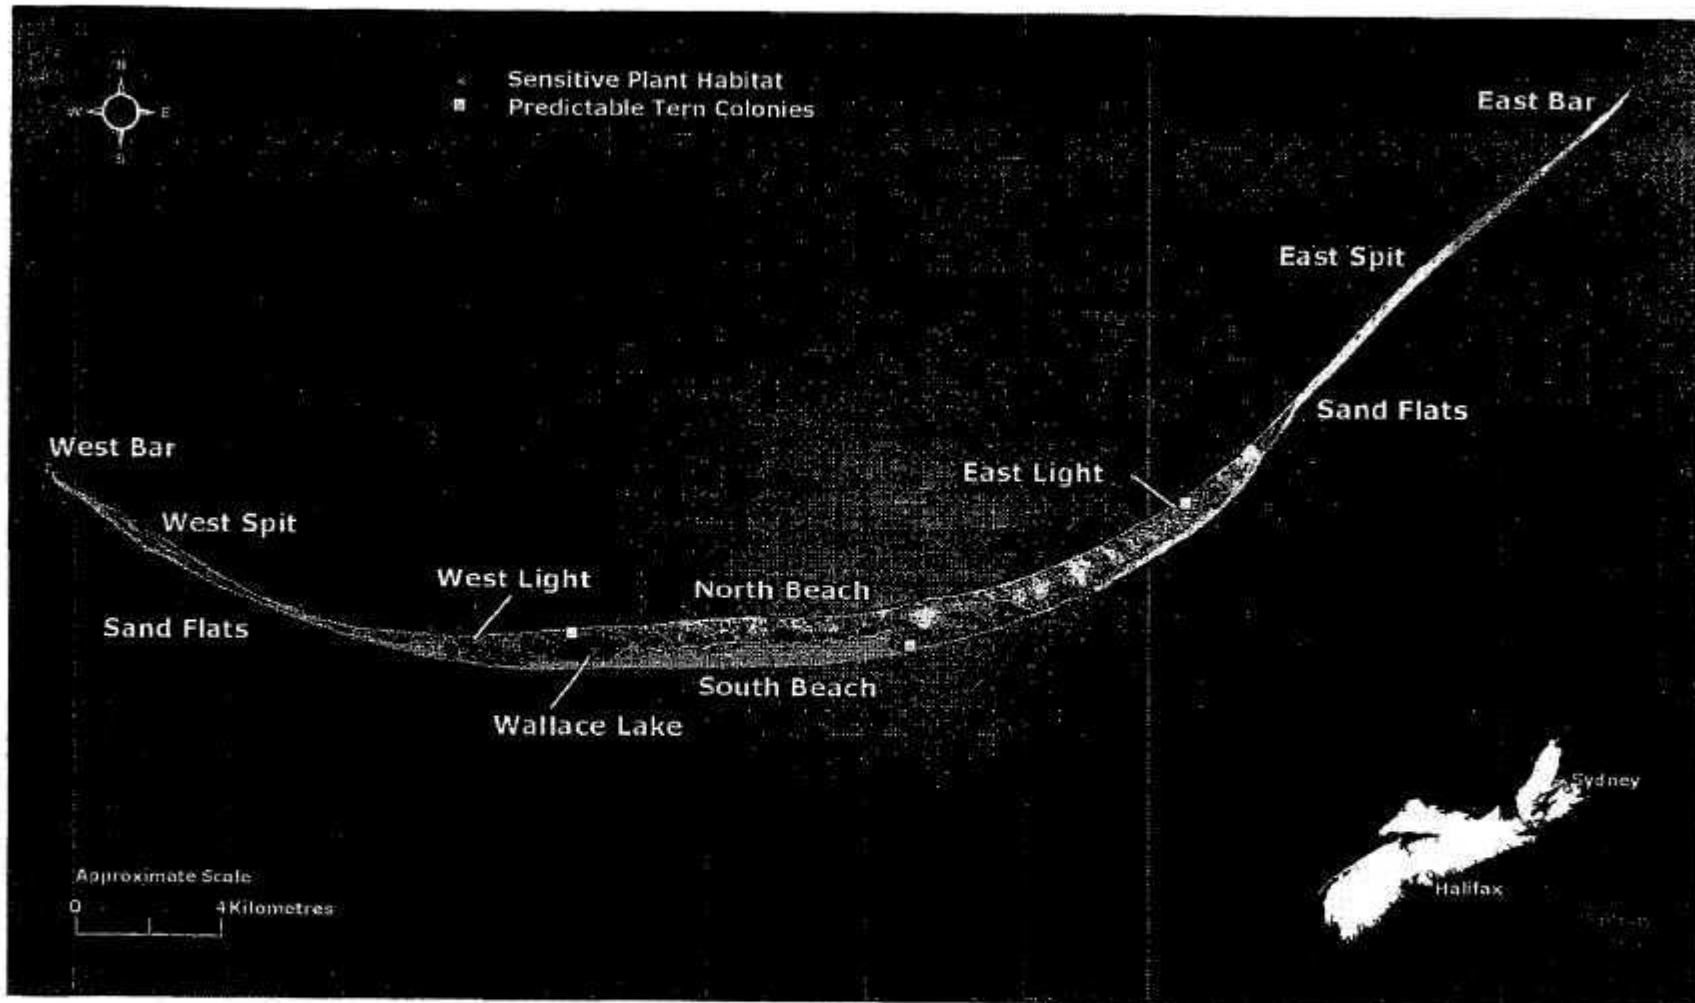 N
W E
S
Sensitive Plant Habitat
Predictable Tern Colonies
East Bar
East Spit
Sand Flats
East Light
West Bar
West Spit
West Light
North Beach
Sand Flats
South Beach
Wallace Lake
Sydney
Halifax
Approximate Scale
0 4 Kilometres